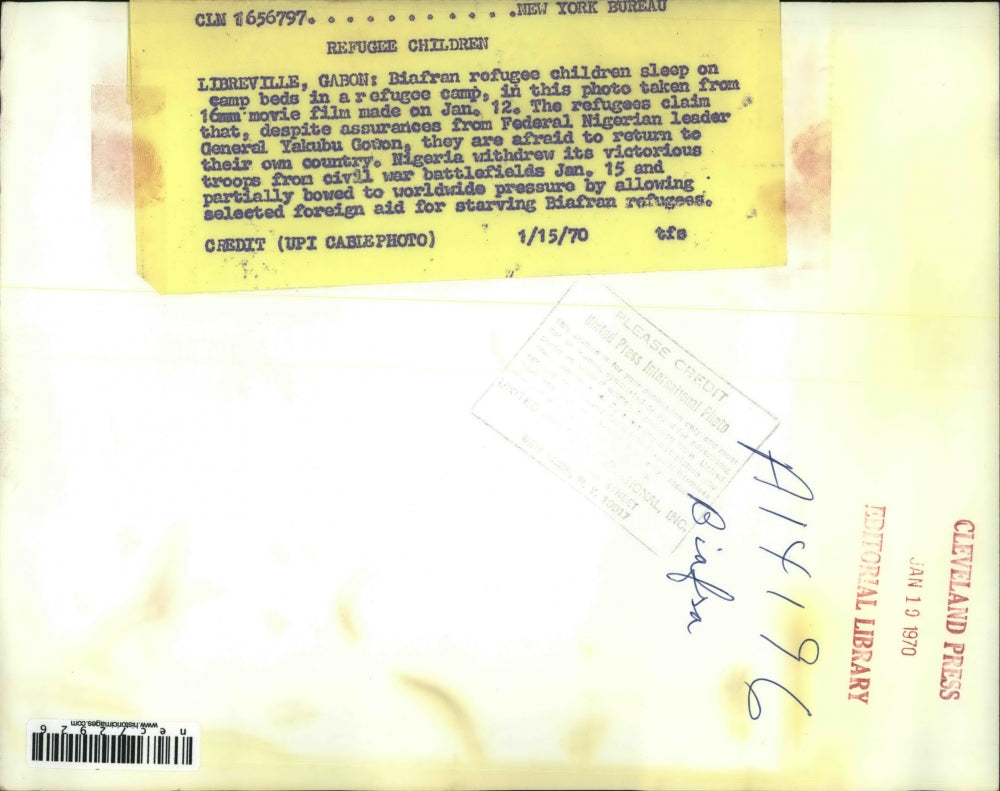 CLN 1656797. . . . . . . . . . . . . .NEW YORK BUREAU
REFUGEE CHILDREN
LIBREVILLE, GABON: Biafran refugee children sleep on
camp beds in a refugee camp, in this photo taken from
16mm movie film made on Jan. 12. The refugees claim
that, despite assurances from Federal Nigerian leader
General Yakubu Gowon, they are afraid to return to
their own country. Nigeria withdrew its victorious
troops from civil war battlefields Jan. 15 and
partially bowed to worldwide pressure by allowing
selected foreign aid for starving Biafran refugees.
CREDIT (UPI CABLEPHOTO) 1/15/70 tfs
PLEASE CREDIT
United Press International Photo
UNITED
STREET
N. Y. 10017
A14196
Biafra
CLEVELAND PRESS
JAN 19 1970
EDITORIAL LIBRARY
www.historicimages.com
nec72926